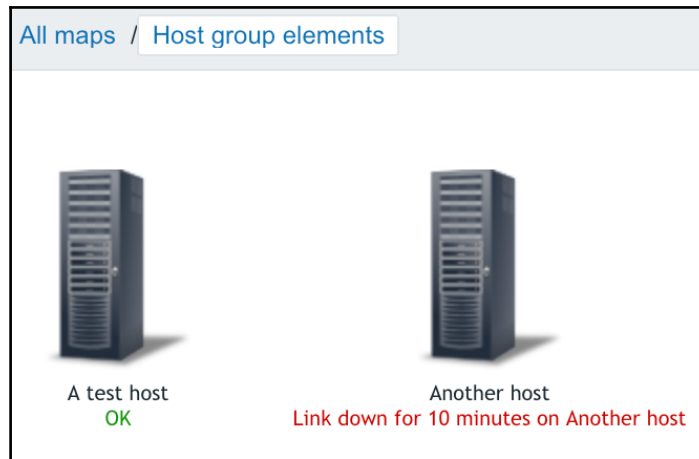 All maps / Host group elements
A test host
OK
Another host
Link down for 10 minutes on Another host